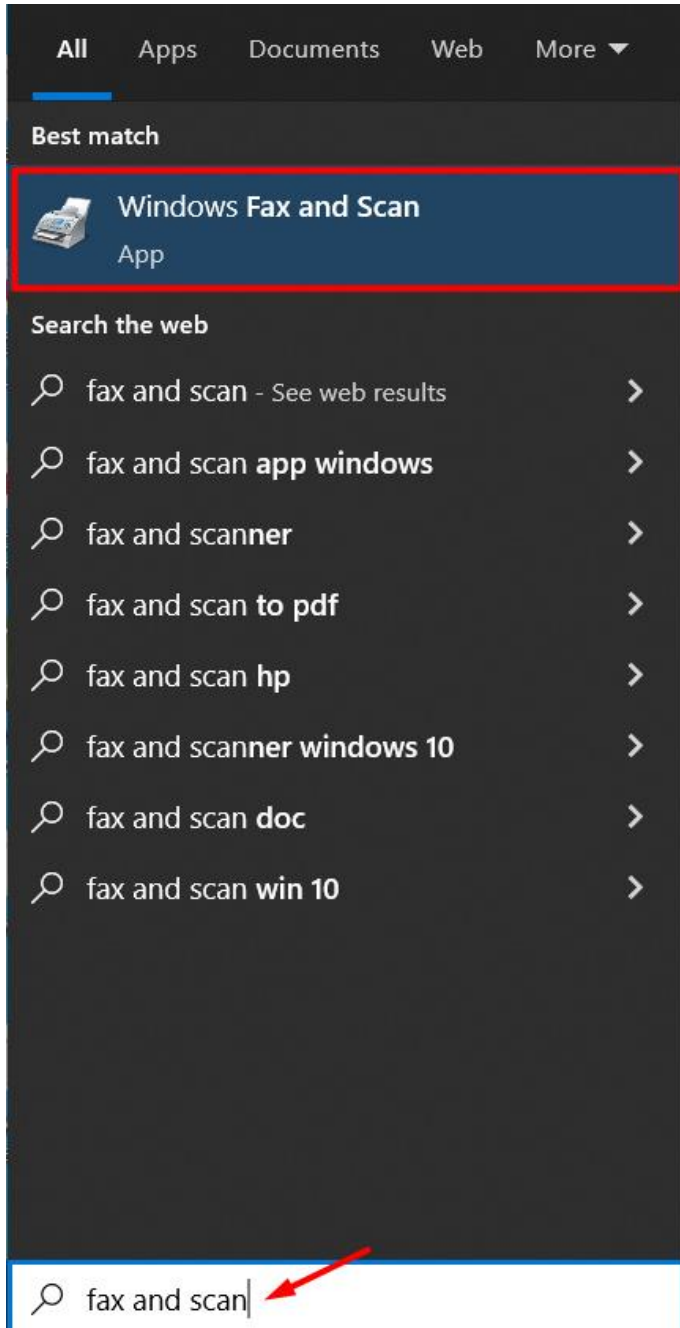 All Apps Documents Web More
Best match
Windows Fax and Scan
App
Search the web
fax and scan - See web results
fax and scan app windows
fax and scanner
fax and scan to pdf
fax and scan hp
fax and scanner windows 10
fax and scan doc
fax and scan win 10
fax and scan